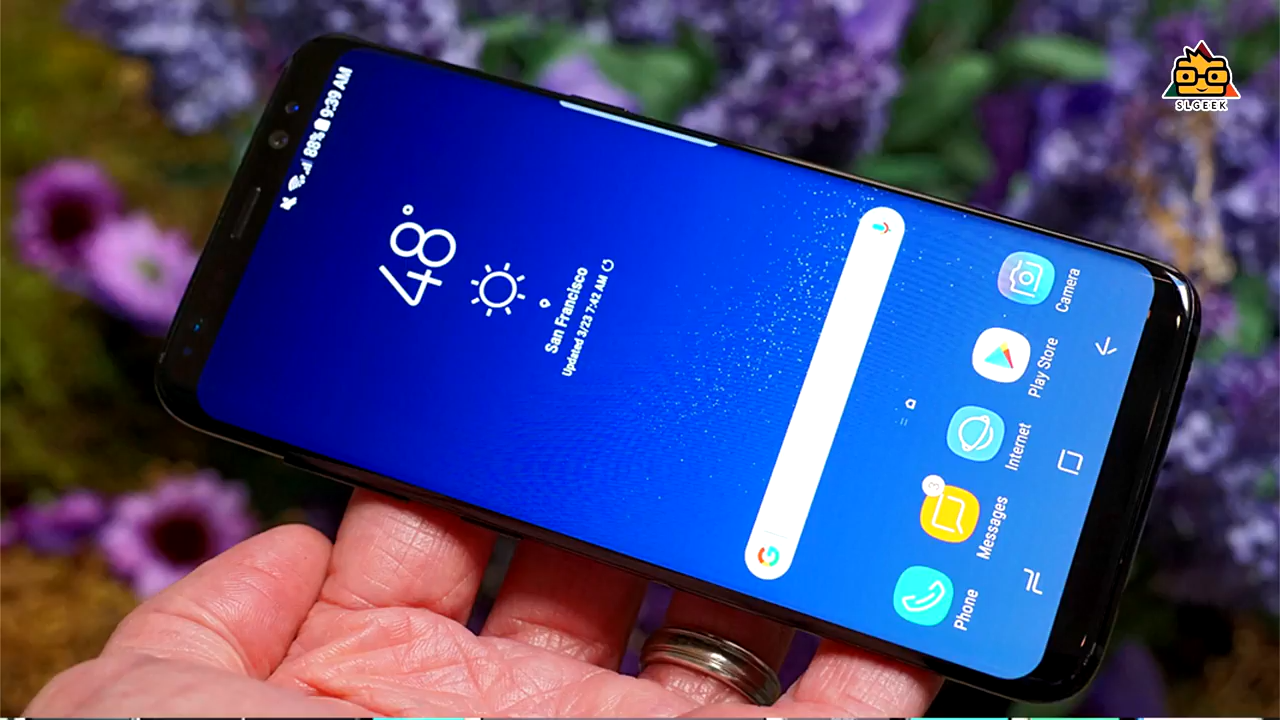 88% 9:39 AM
48°
San Francisco
Updated 3/23 7:42 AM
G
3
Phone
Messages
Internet
Play Store
Camera
SLGEEK